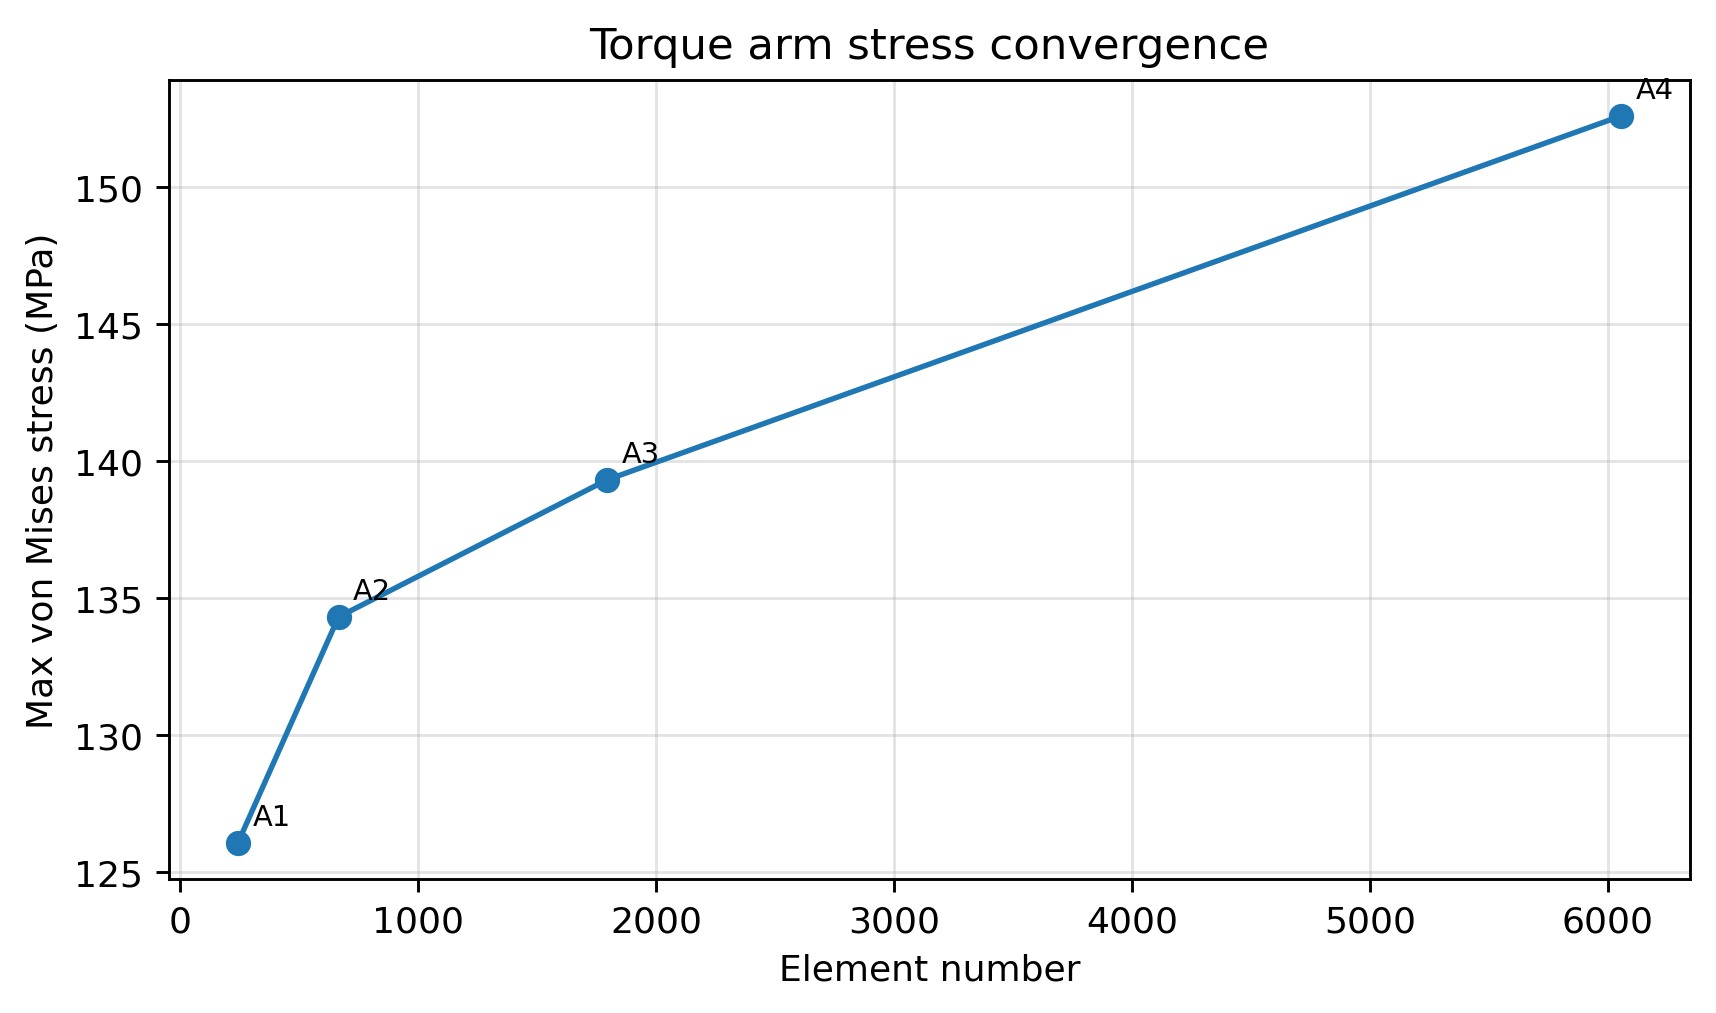 Torque arm stress convergence
Max von Mises stress (MPa)
150
145
140
135
130
125
A4
A3
A2
A1
0 1000 2000 3000 4000 5000 6000
Element number